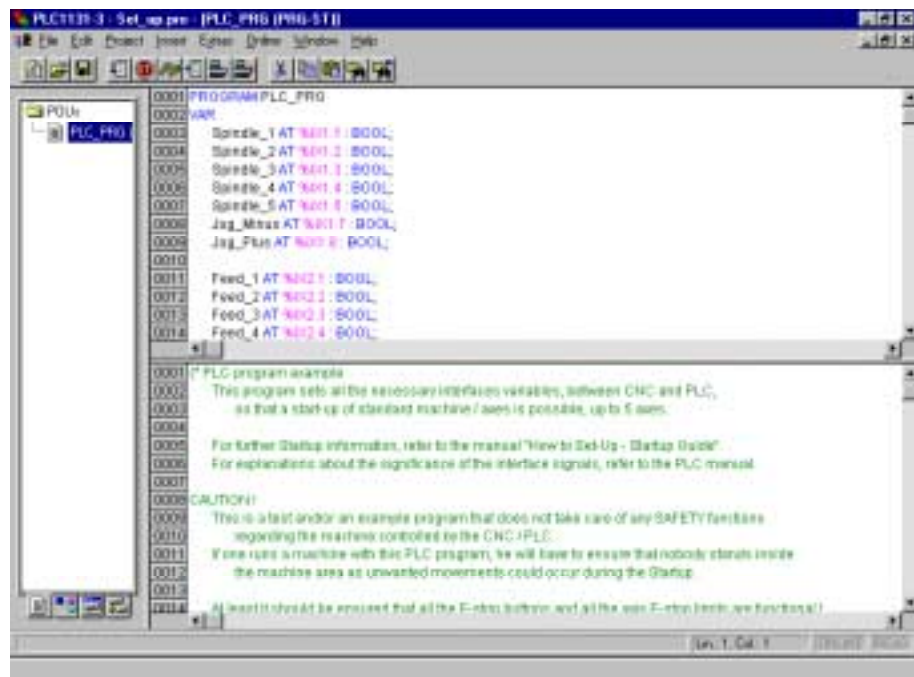 PLC1131-3 - Set_up.pro - [PLC_PRG (PRG-ST)]
File Edit Project Insert Extras Online Window Help
POUs
PLC_PRG
0001 PROGRAM PLC_PRG
0002 VAR
0003 Spindle_1 AT %IX1.1 : BOOL;
0004 Spindle_2 AT %IX1.2 : BOOL;
0005 Spindle_3 AT %IX1.3 : BOOL;
0006 Spindle_4 AT %IX1.4 : BOOL;
0007 Spindle_5 AT : BOOL;
0008 Jog_Minus AT %IX1.7 : BOOL;
0009 Jog_Plus AT : BOOL;
0010
0011 Feed_1 AT %IX2.1 : BOOL;
0012 Feed_2 AT %IX2.2 : BOOL;
0013 Feed_3 AT %IX2.3 : BOOL;
0014 Feed_4 AT %IX2.4 : BOOL;
0001 (* PLC program example
0002 This program sets all the necessary interfaces variables, between CNC and PLC,
0003 so that a start-up of standard machine / axes is possible, up to 5 axes.
0004
0005 For further Startup information, refer to the manual "How to Set-Up - Startup Guide".
0006 For explanations about the significance of the interface signals, refer to the PLC manual.
0007
0008 CAUTION!!
0009 This is a test and/or an example program that does not take care of any SAFETY functions
0010 regarding the machine controlled by the CNC / PLC.
0011 If one runs a machine with this PLC program, he will have to ensure that nobody stands inside
0012 the machine area as unwanted movements could occur during the Startup.
0013
0014 At least it should be ensured that all the E-stop buttons and all the axis E-stop limits are functional!
Lin.: 1, Col.: 1 ONLINE READ